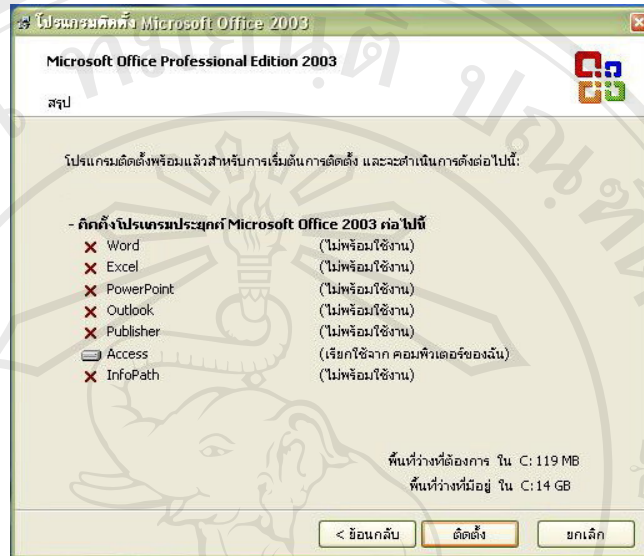 โปรแกรมติดตั้ง Microsoft Office 2003
Microsoft Office Professional Edition 2003
สรุป
โปรแกรมติดตั้งพร้อมแล้วสำหรับการเริ่มต้นการติดตั้ง และจะดำเนินการดังต่อไปนี้:
- ติดตั้งโปรแกรมประยุกต์ Microsoft Office 2003 ต่อไปนี้
Word (ไม่พร้อมใช้งาน)
Excel (ไม่พร้อมใช้งาน)
PowerPoint (ไม่พร้อมใช้งาน)
Outlook (ไม่พร้อมใช้งาน)
Publisher (ไม่พร้อมใช้งาน)
Access (เรียกใช้จาก คอมพิวเตอร์ของฉัน)
InfoPath (ไม่พร้อมใช้งาน)
พื้นที่ว่างที่ต้องการ ใน C: 119 MB
พื้นที่ว่างที่มีอยู่ ใน C: 14 GB
< ย้อนกลับ ติดตั้ง ยกเลิก